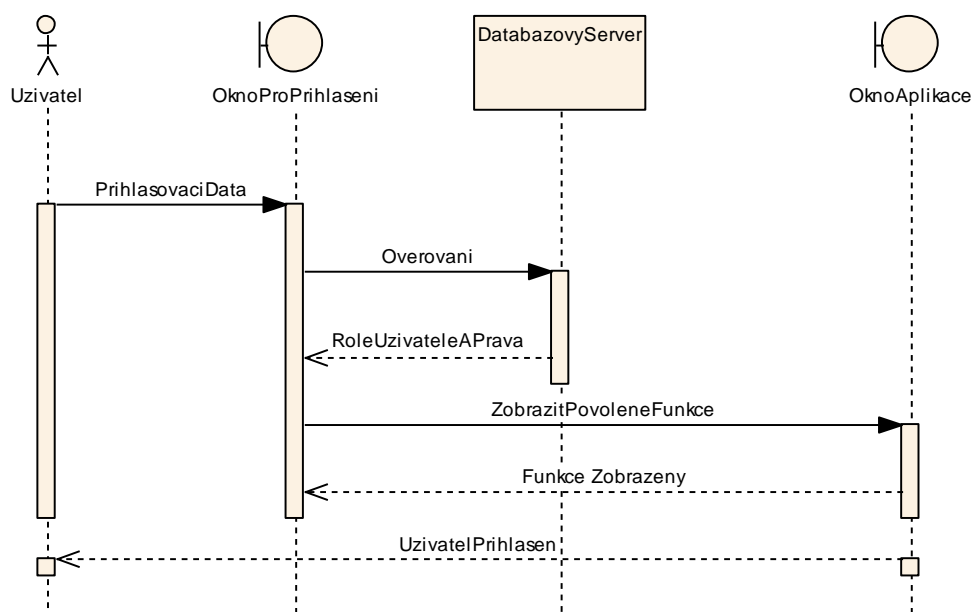 DatabazovyServer
Uzivatel
OknoProPrihlaseni
OknoAplikace
PrihlasovaciData
Overovani
RoleUzivateleAPrava
ZobrazitPovoleneFunkce
Funkce Zobrazeny
UzivatelPrihlasen